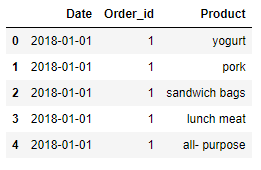 Date Order_id Product
0 2018-01-01 1 yogurt
1 2018-01-01 1 pork
2 2018-01-01 1 sandwich bags
3 2018-01-01 1 lunch meat
4 2018-01-01 1 all- purpose